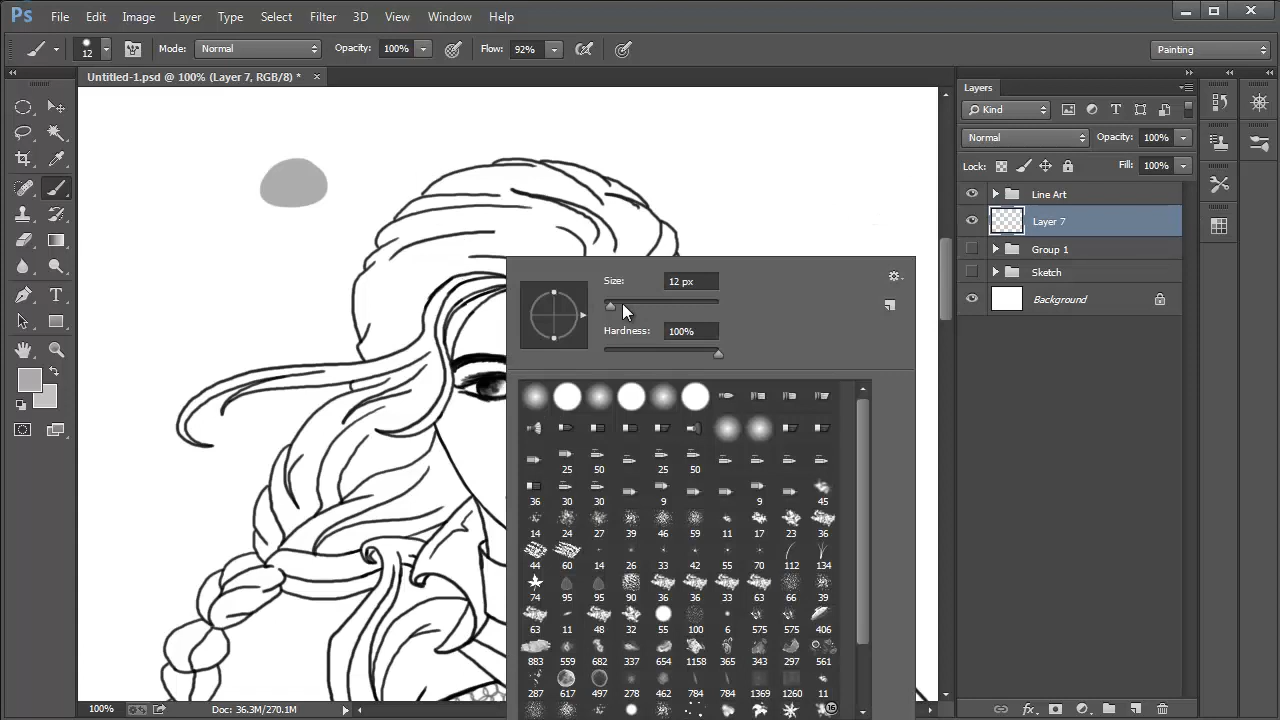 Ps File Edit Image Layer Type Select Filter 3D View Window Help
12 Mode: Normal Opacity: 100% Flow: 92% Painting
Untitled-1.psd @ 100% (Layer 7, RGB/8) * ×
Layers
Kind
Normal Opacity: 100%
Lock: Fill: 100%
Line Art
Layer 7
Group 1
Sketch
Background
Size: 12 px
Hardness: 100%
25 50 25 50
36 30 30 9 9 45
14 24 27 39 46 59 11 17 23 36
44 60 14 26 33 42 55 70 112 134
74 95 95 90 36 36 33 63 66 39
63 11 48 32 55 100 6 575 575 406
883 559 682 337 654 1158 365 343 297 561
287 617 497 278 462 784 784 1369 1260 11
100% Doc: 36.3M/270.1M